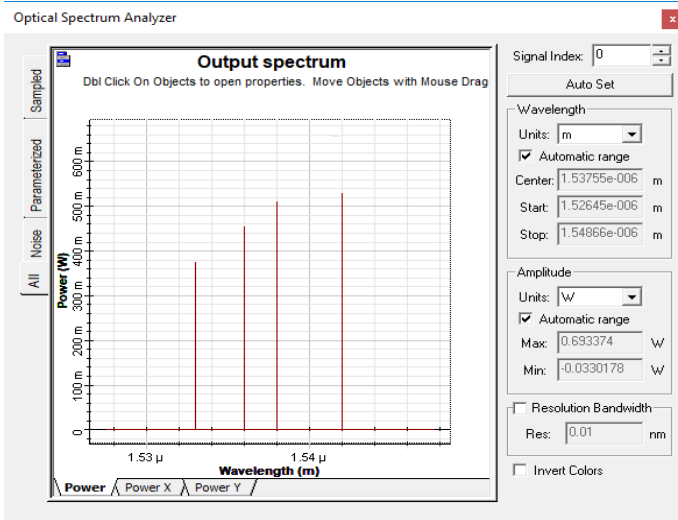 Optical Spectrum Analyzer
x
Sampled
Parameterized
Noise
All
Output spectrum
Dbl Click On Objects to open properties. Move Objects with Mouse Drag
Power (W)
600 m
500 m
400 m
300 m
200 m
100 m
0
1.53 µ
1.54 µ
Wavelength (m)
Power
Power X
Power Y
Signal Index: 0
Auto Set
Wavelength
Units: m
Automatic range
Center: 1.53755e-006 m
Start: 1.52645e-006 m
Stop: 1.54866e-006 m
Amplitude
Units: W
Automatic range
Max: 0.693374 W
Min: -0.0330178 W
Resolution Bandwidth
Res: 0.01 nm
Invert Colors